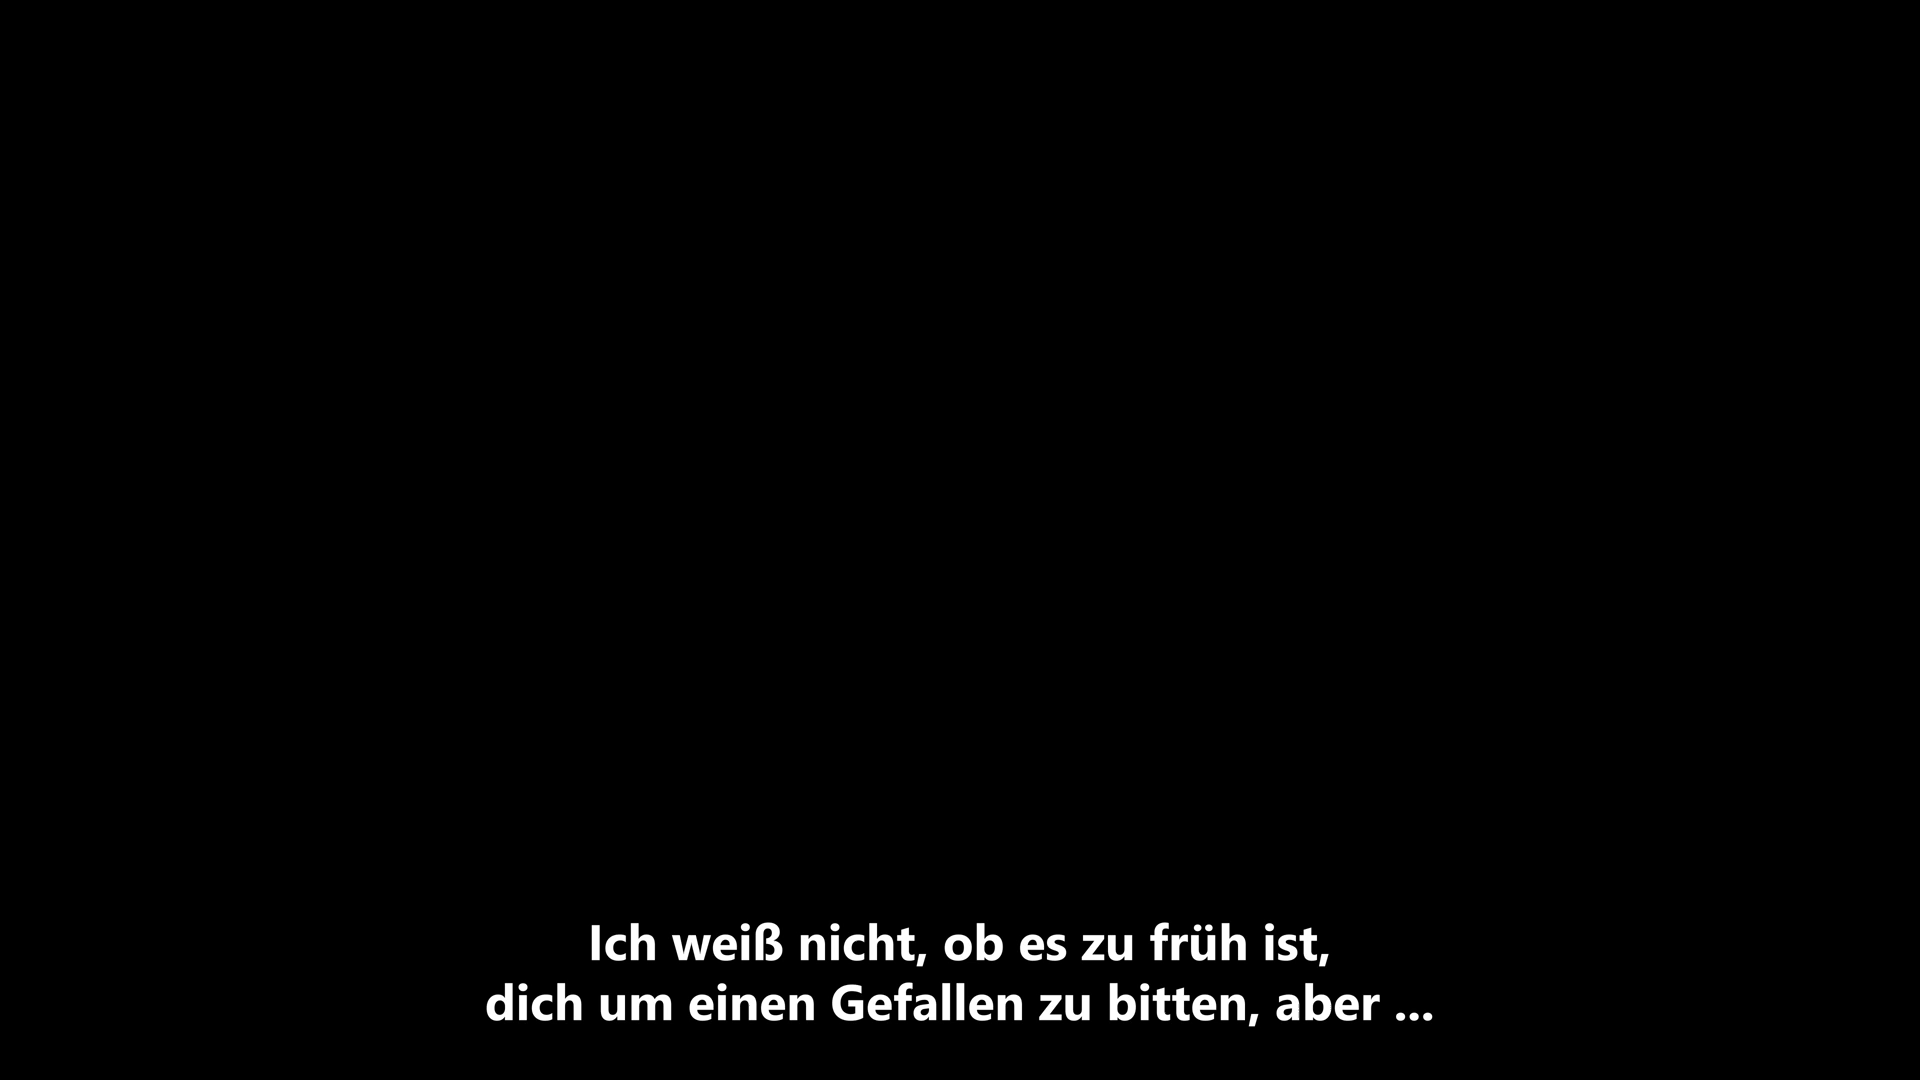 Ich weiß nicht, ob es zu früh ist,
dich um einen Gefallen zu bitten, aber ...